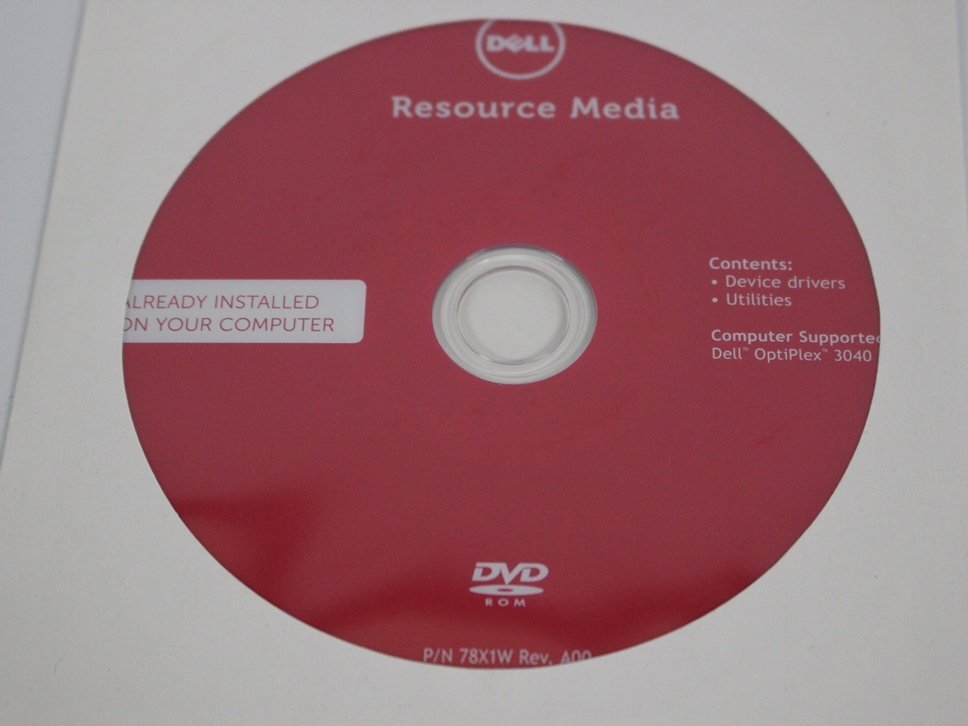 DELL
Resource Media
ALREADY INSTALLED
ON YOUR COMPUTER
Contents:
• Device drivers
• Utilities
Computer Supported
Dell™ OptiPlex™ 3040
DVD
ROM
P/N 78X1W Rev. A00